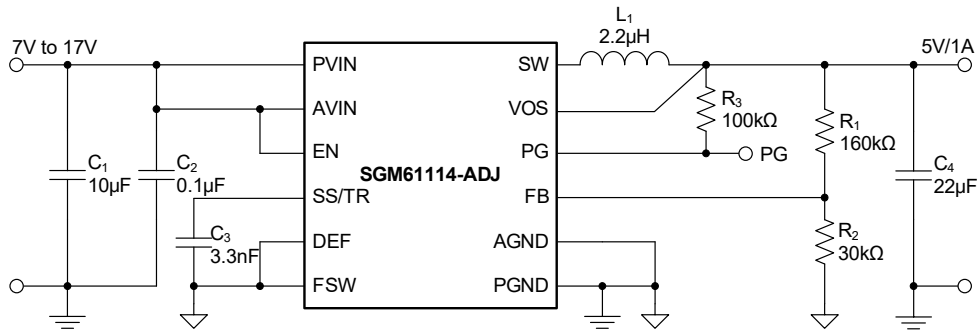 7V to 17V
L₁
2.2µH
5V/1A
PVIN
SW
AVIN
VOS
R₃
100kΩ
R₁
160kΩ
EN
PG
PG
C₁
10µF
C₂
0.1µF
SGM61114-ADJ
C₄
22µF
SS/TR
FB
C₃
3.3nF
R₂
30kΩ
DEF
AGND
FSW
PGND